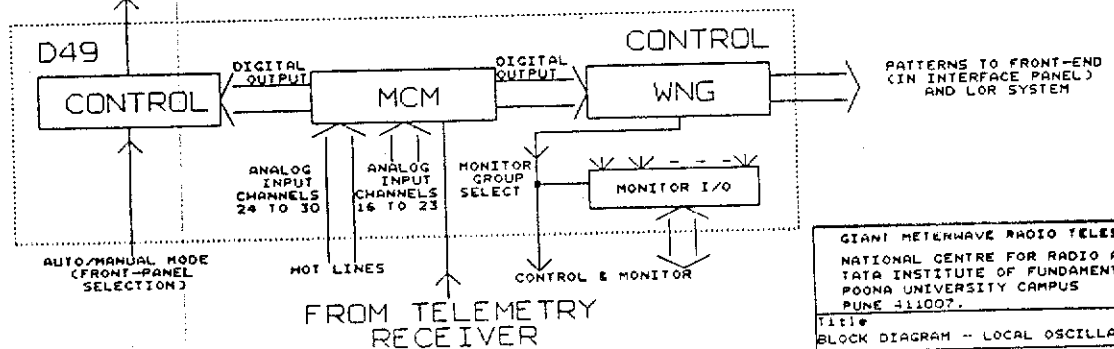 D49
CONTROL
DIGITAL
OUTPUT
DIGITAL
OUTPUT
CONTROL
MCM
WNG
PATTERNS TO FRONT-END
(IN INTERFACE PANEL)
AND LOR SYSTEM
ANALOG
INPUT
CHANNELS
24 TO 30
ANALOG
INPUT
CHANNELS
16 TO 23
MONITOR
GROUP
SELECT
MONITOR I/O
AUTO/MANUAL MODE
(FRONT-PANEL
SELECTION)
HOT LINES
CONTROL & MONITOR
FROM TELEMETRY
RECEIVER
GIANT METERWAVE RADIO TELES
NATIONAL CENTRE FOR RADIO A
TATA INSTITUTE OF FUNDAMENT
POONA UNIVERSITY CAMPUS
PUNE 411007.
Title
BLOCK DIAGRAM -- LOCAL OSCILLA